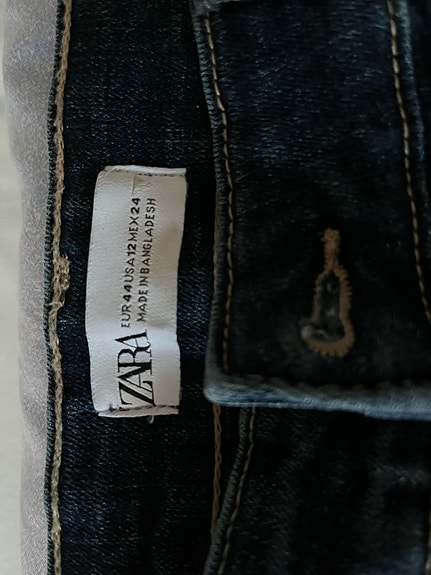 ZARA
EUR 44 USA 12 MEX 24
MADE IN BANGLADESH